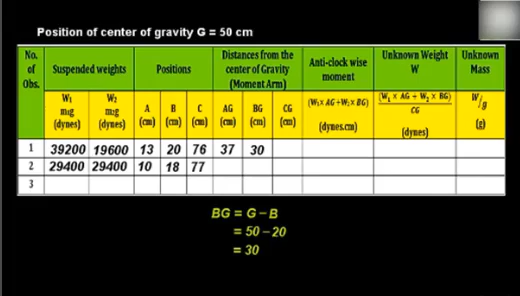 Position of center of gravity G = 50 cm
No. of Obs. Suspended weights Positions Distances from the center of Gravity (Moment Arm) Anti-clock wise moment Unknown Weight W Unknown Mass
W₁ m₁g (dynes) W₂ m₂g (dynes) A (cm) B (cm) C (cm) AG (cm) BG (cm) CG (cm) (W₁x AG +W₂x BG) (dynes.cm) (W₁ x AG + W₂ x BG) / CG (dynes) W/g (g)
1 39200 19600 13 20 76 37 30
2 29400 29400 10 18 77
3
BG = G – B
= 50 – 20
= 30